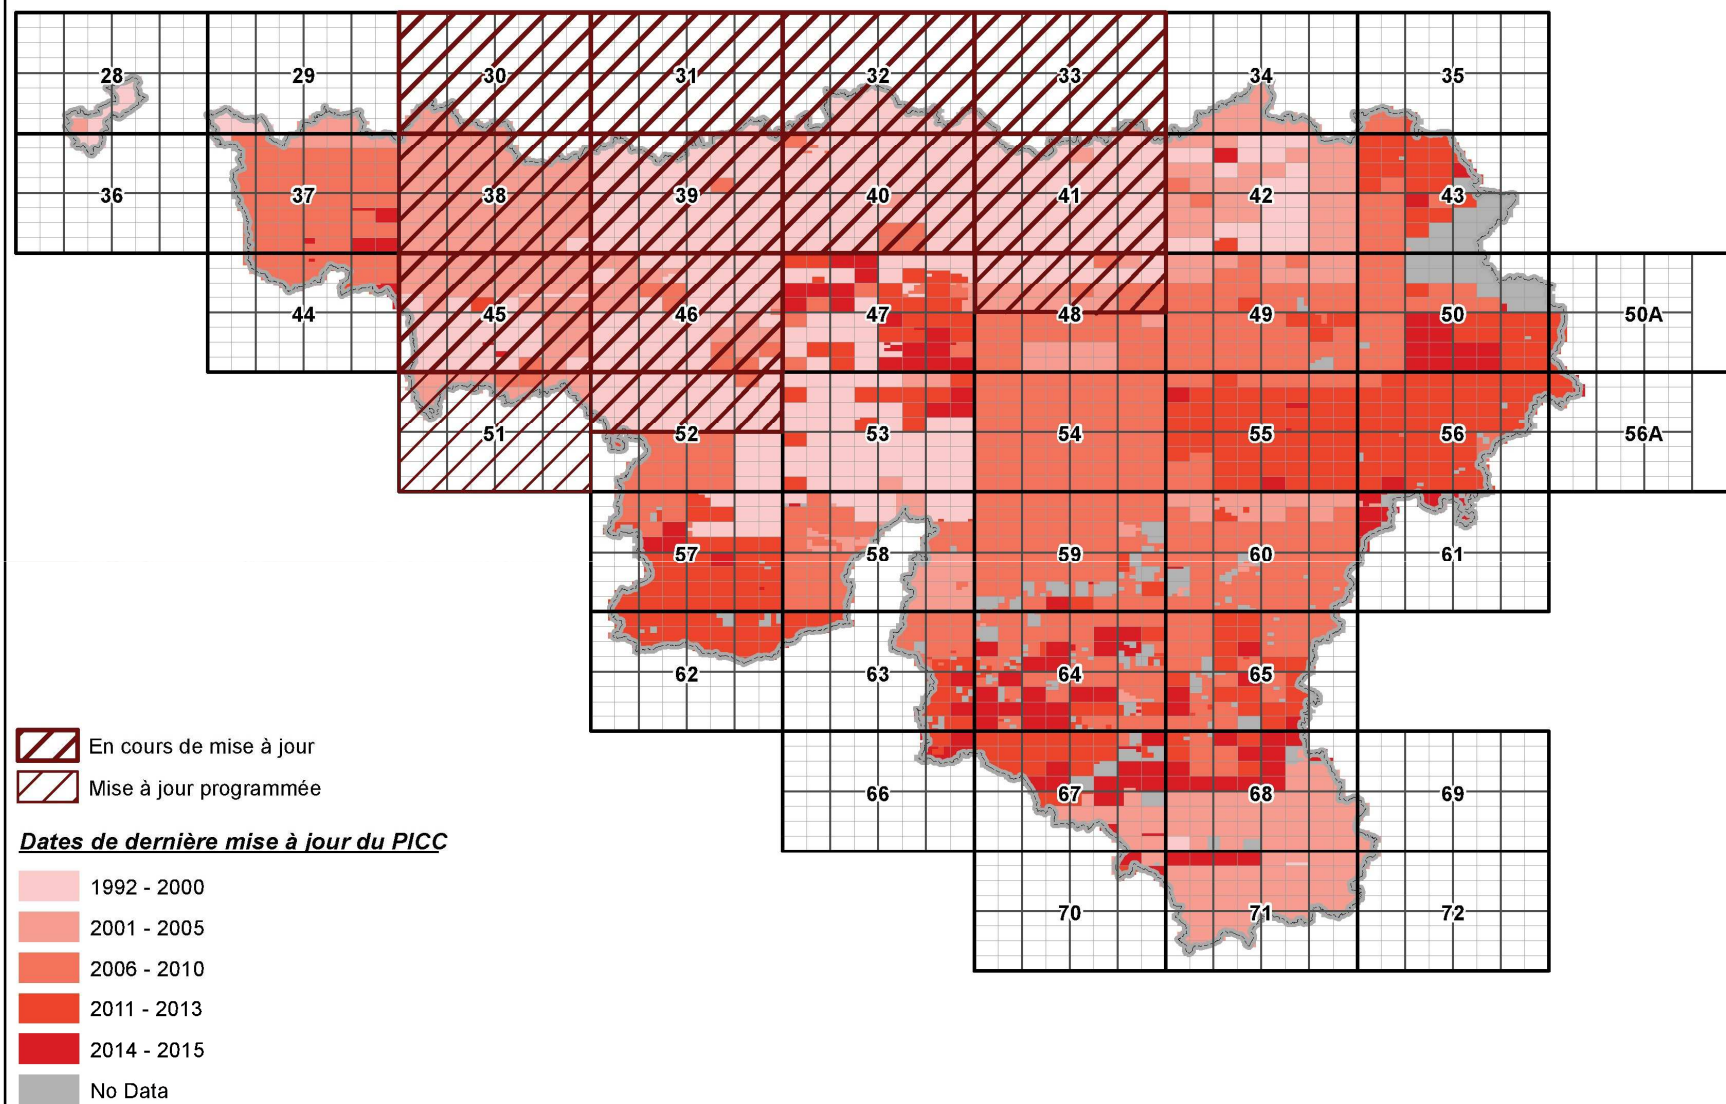 28 29 30 31 32 33 34 35
36 37 38 39 40 41 42 43
44 45 46 47 48 49 50 50A
51 52 53 54 55 56 56A
57 58 59 60 61
62 63 64 65
66 67 68 69
70 71 72
En cours de mise à jour
Mise à jour programmée
Dates de dernière mise à jour du PICC
1992 - 2000
2001 - 2005
2006 - 2010
2011 - 2013
2014 - 2015
No Data